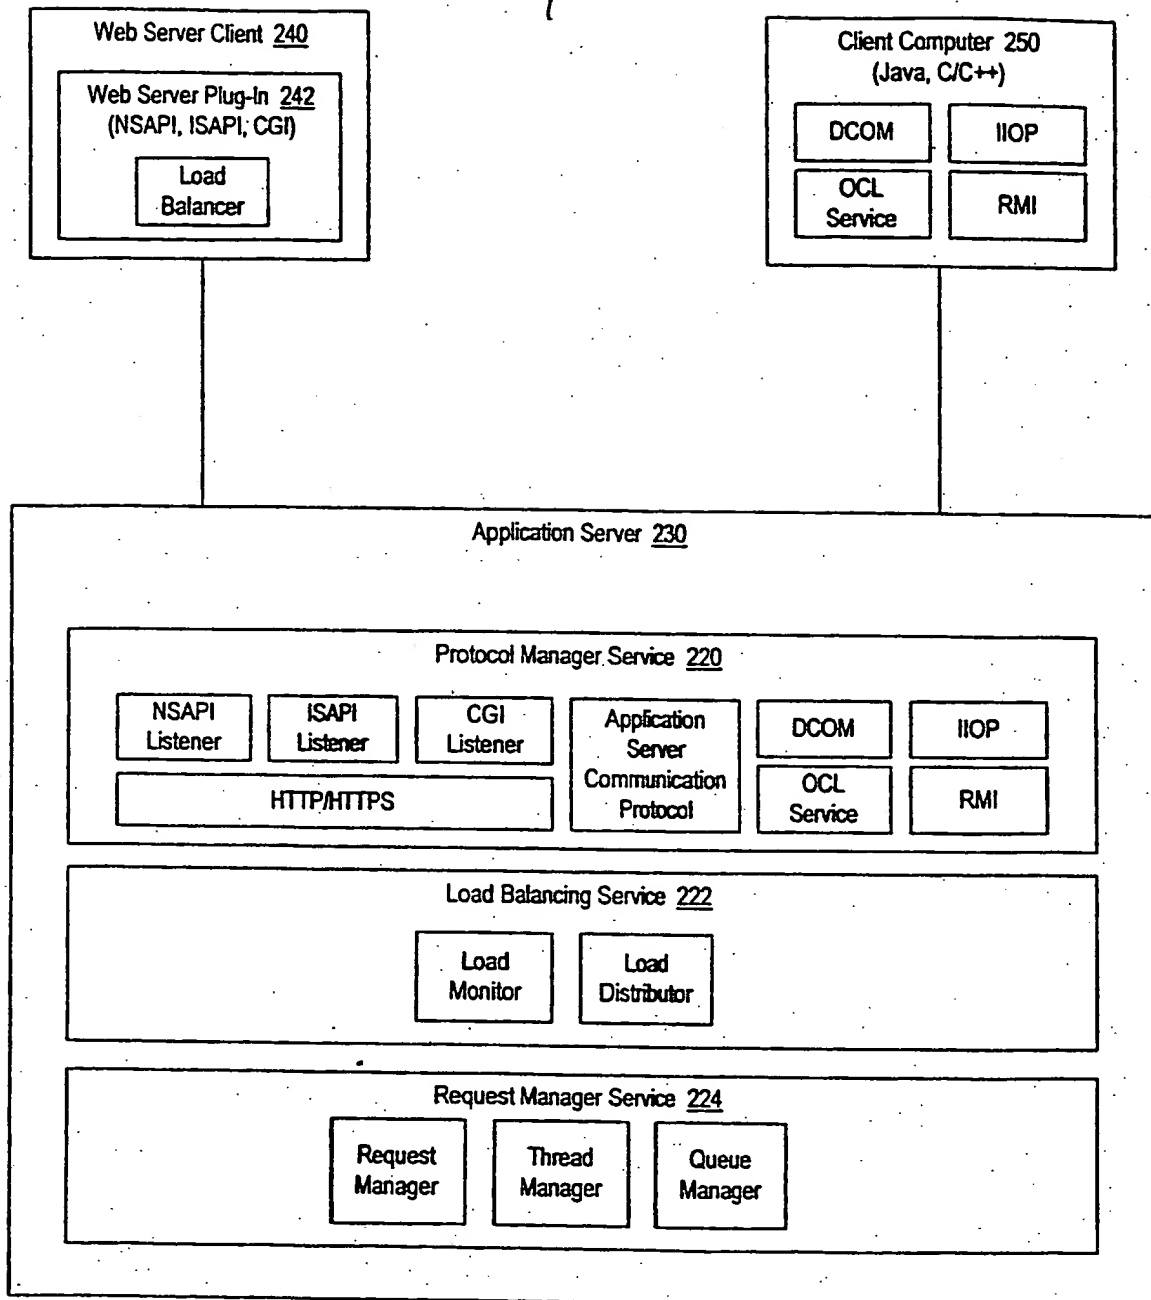 Web Server Client 240
Web Server Plug-In 242
(NSAPI, ISAPI, CGI)
Load
Balancer
Client Computer 250
(Java, C/C++)
DCOM
IIOP
OCL
Service
RMI
Application Server 230
Protocol Manager Service 220
NSAPI
Listener
ISAPI
Listener
CGI
Listener
HTTP/HTTPS
Application
Server
Communication
Protocol
DCOM
IIOP
OCL
Service
RMI
Load Balancing Service 222
Load
Monitor
Load
Distributor
Request Manager Service 224
Request
Manager
Thread
Manager
Queue
Manager